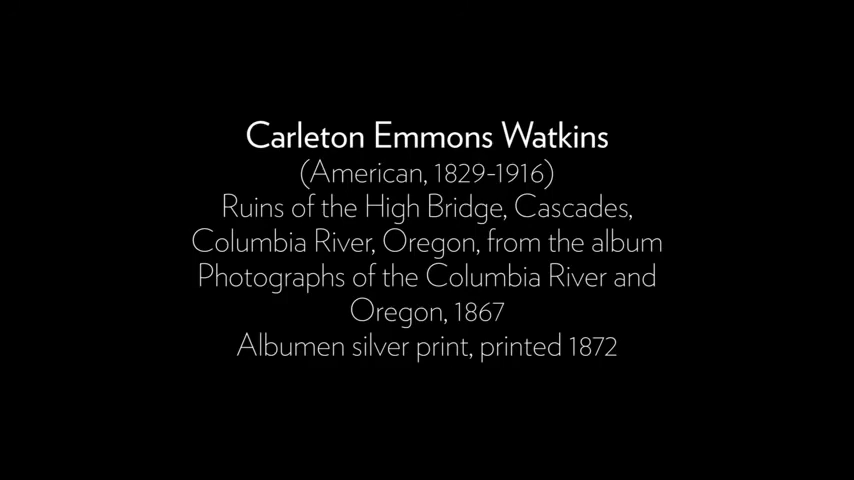 Carleton Emmons Watkins
(American, 1829-1916)
Ruins of the High Bridge, Cascades,
Columbia River, Oregon, from the album
Photographs of the Columbia River and
Oregon, 1867
Albumen silver print, printed 1872